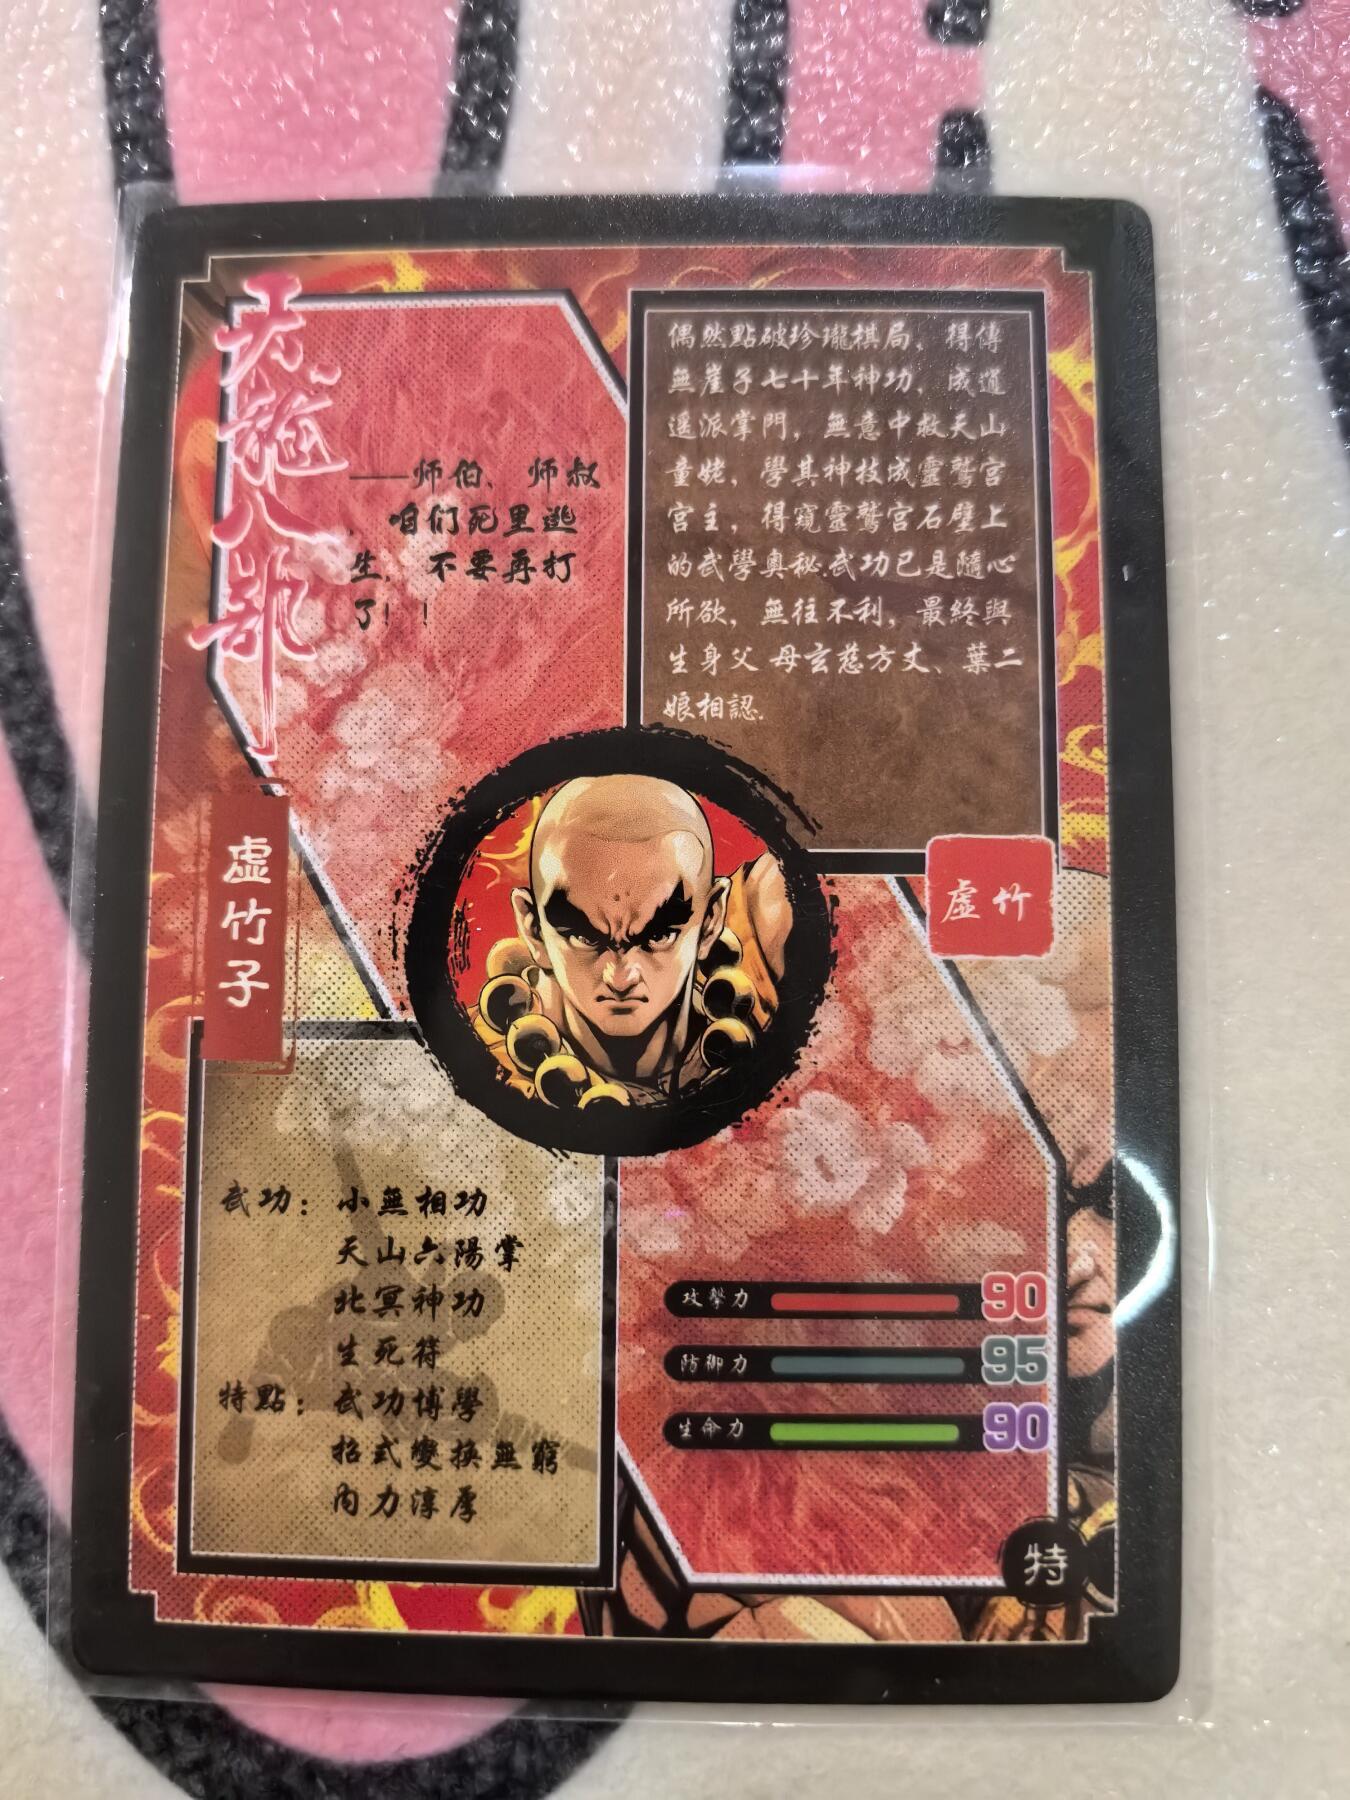 天龍八部
——师伯、师叔
，咱们死里逃
生，不要再打
了！！
偶然點破珍瓏棋局，得傳
無崖子七十年神功，成逍
遥派掌門，無意中救天山
童姥，學其神技成靈鷲宮
宮主，得窺靈鷲宮石壁上
的武學奥秘.武功已是隨心
所欲，無往不利，最終與
生身父母玄慈方丈、葉二
娘相認.
虚竹子
虚竹
武功：小無相功
天山六陽掌
北冥神功
生死符
特點：武功博學
招式變換無窮
内力淳厚
攻擊力 90
防御力 95
生命力 90
特